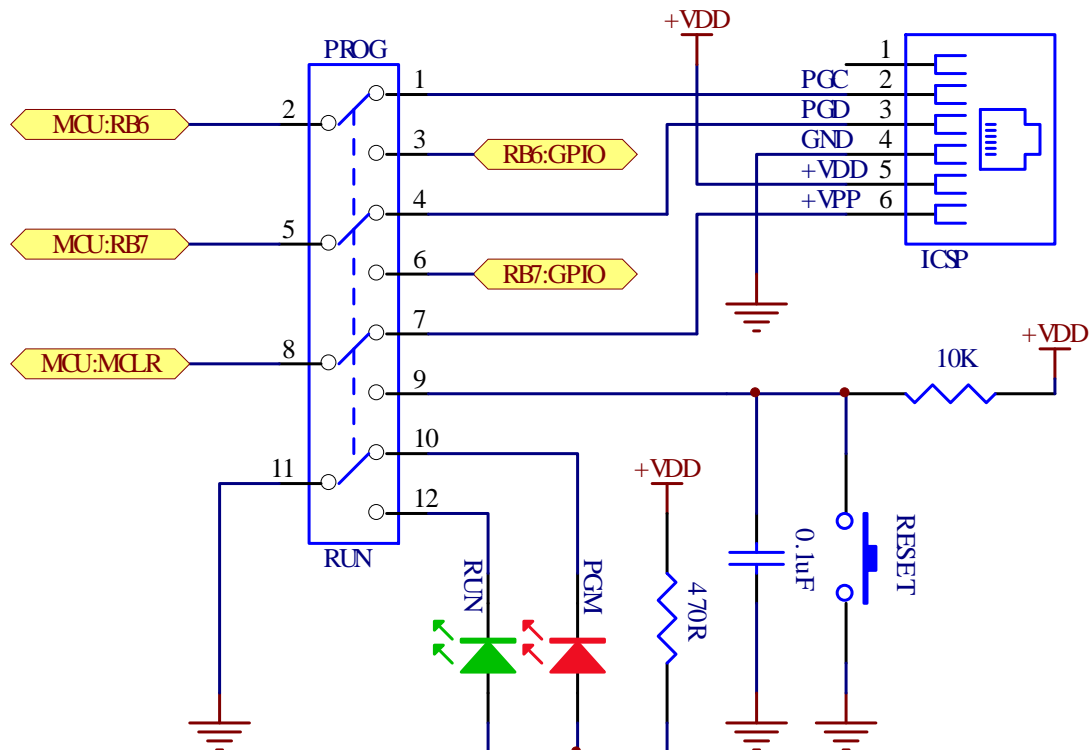 +VDD
PROG
1
1
PGC
2
MCU:RB6
2
PGD
3
3
RB6:GPIO
GND
4
4
+VDD
5
MCU:RB7
5
+VPP
6
6
RB7:GPIO
ICSP
7
MCU:MCLR
8
+VDD
10K
9
10
11
+VDD
12
RUN
RUN
PGM
470R
0.1uF
RESET